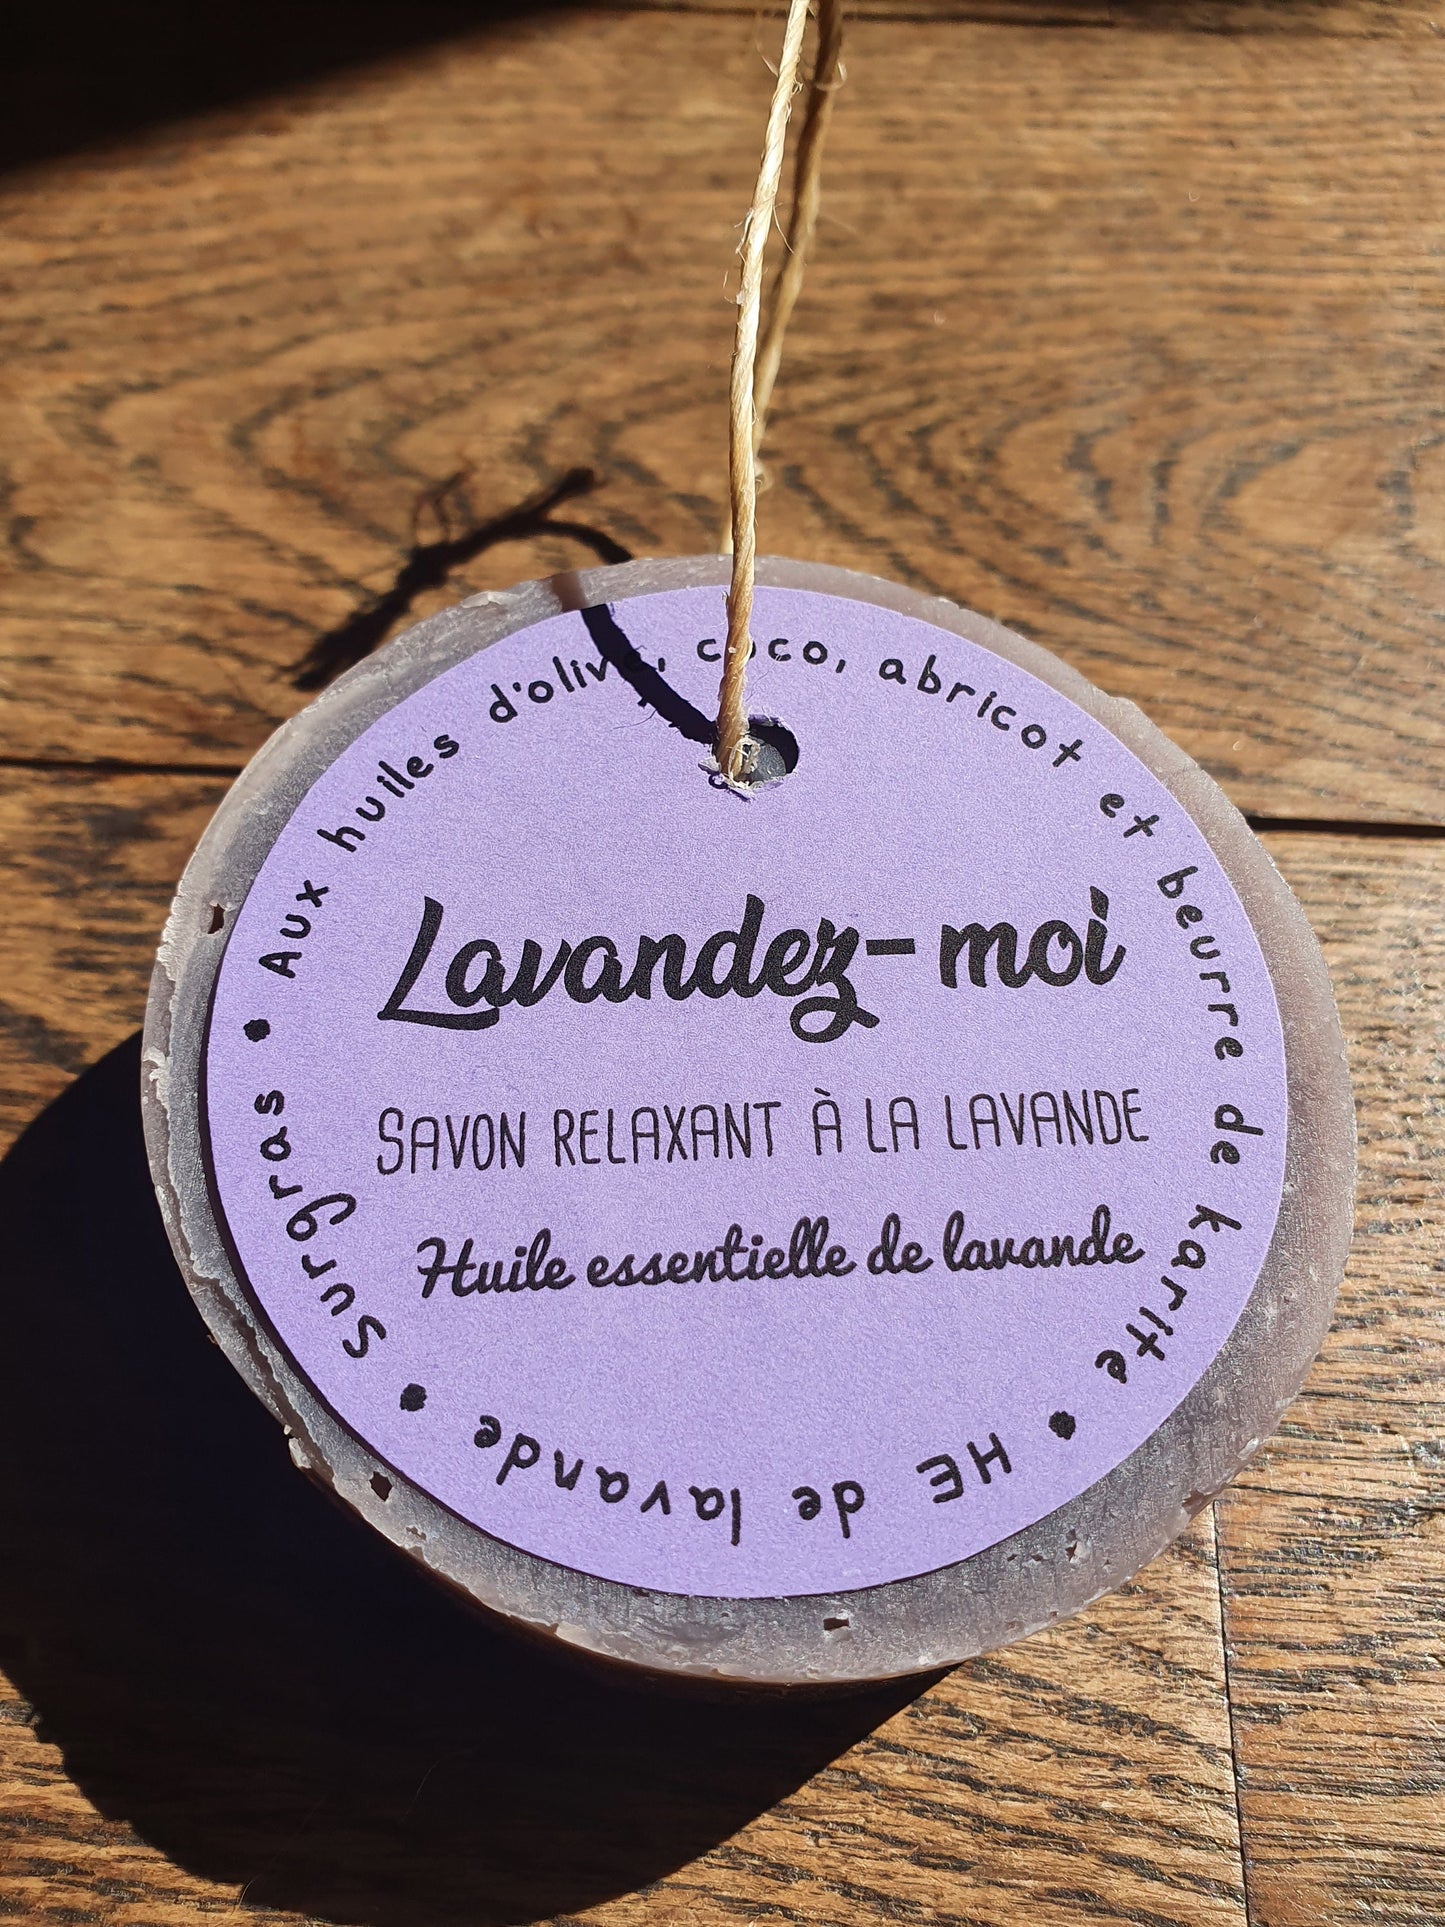 Lavandez-moi
Savon relaxant à la lavande
Huile essentielle de lavande
Aux huiles d'olive, coco, abricot et beurre de karite • HE de lavande • Surgras •